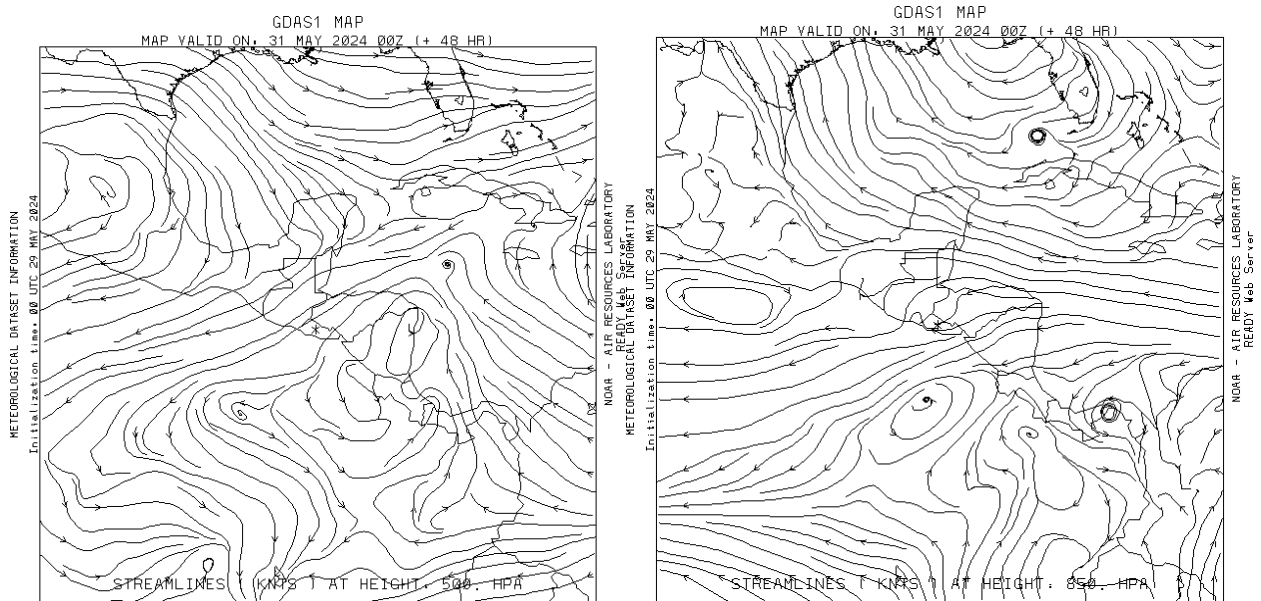 GDAS1 MAP
MAP VALID ON: 31 MAY 2024 00Z (+ 48 HR)
METEOROLOGICAL DATASET INFORMATION
Initialization time: 00 UTC 29 MAY 2024
NOAA - AIR RESOURCES LABORATORY
READY Web Server
STREAMLINES ( KNTS ) AT HEIGHT: 500. HPA
GDAS1 MAP
MAP VALID ON: 31 MAY 2024 00Z (+ 48 HR)
METEOROLOGICAL DATASET INFORMATION
Initialization time: 00 UTC 29 MAY 2024
NOAA - AIR RESOURCES LABORATORY
READY Web Server
STREAMLINES ( KNTS ) AT HEIGHT: 850. HPA